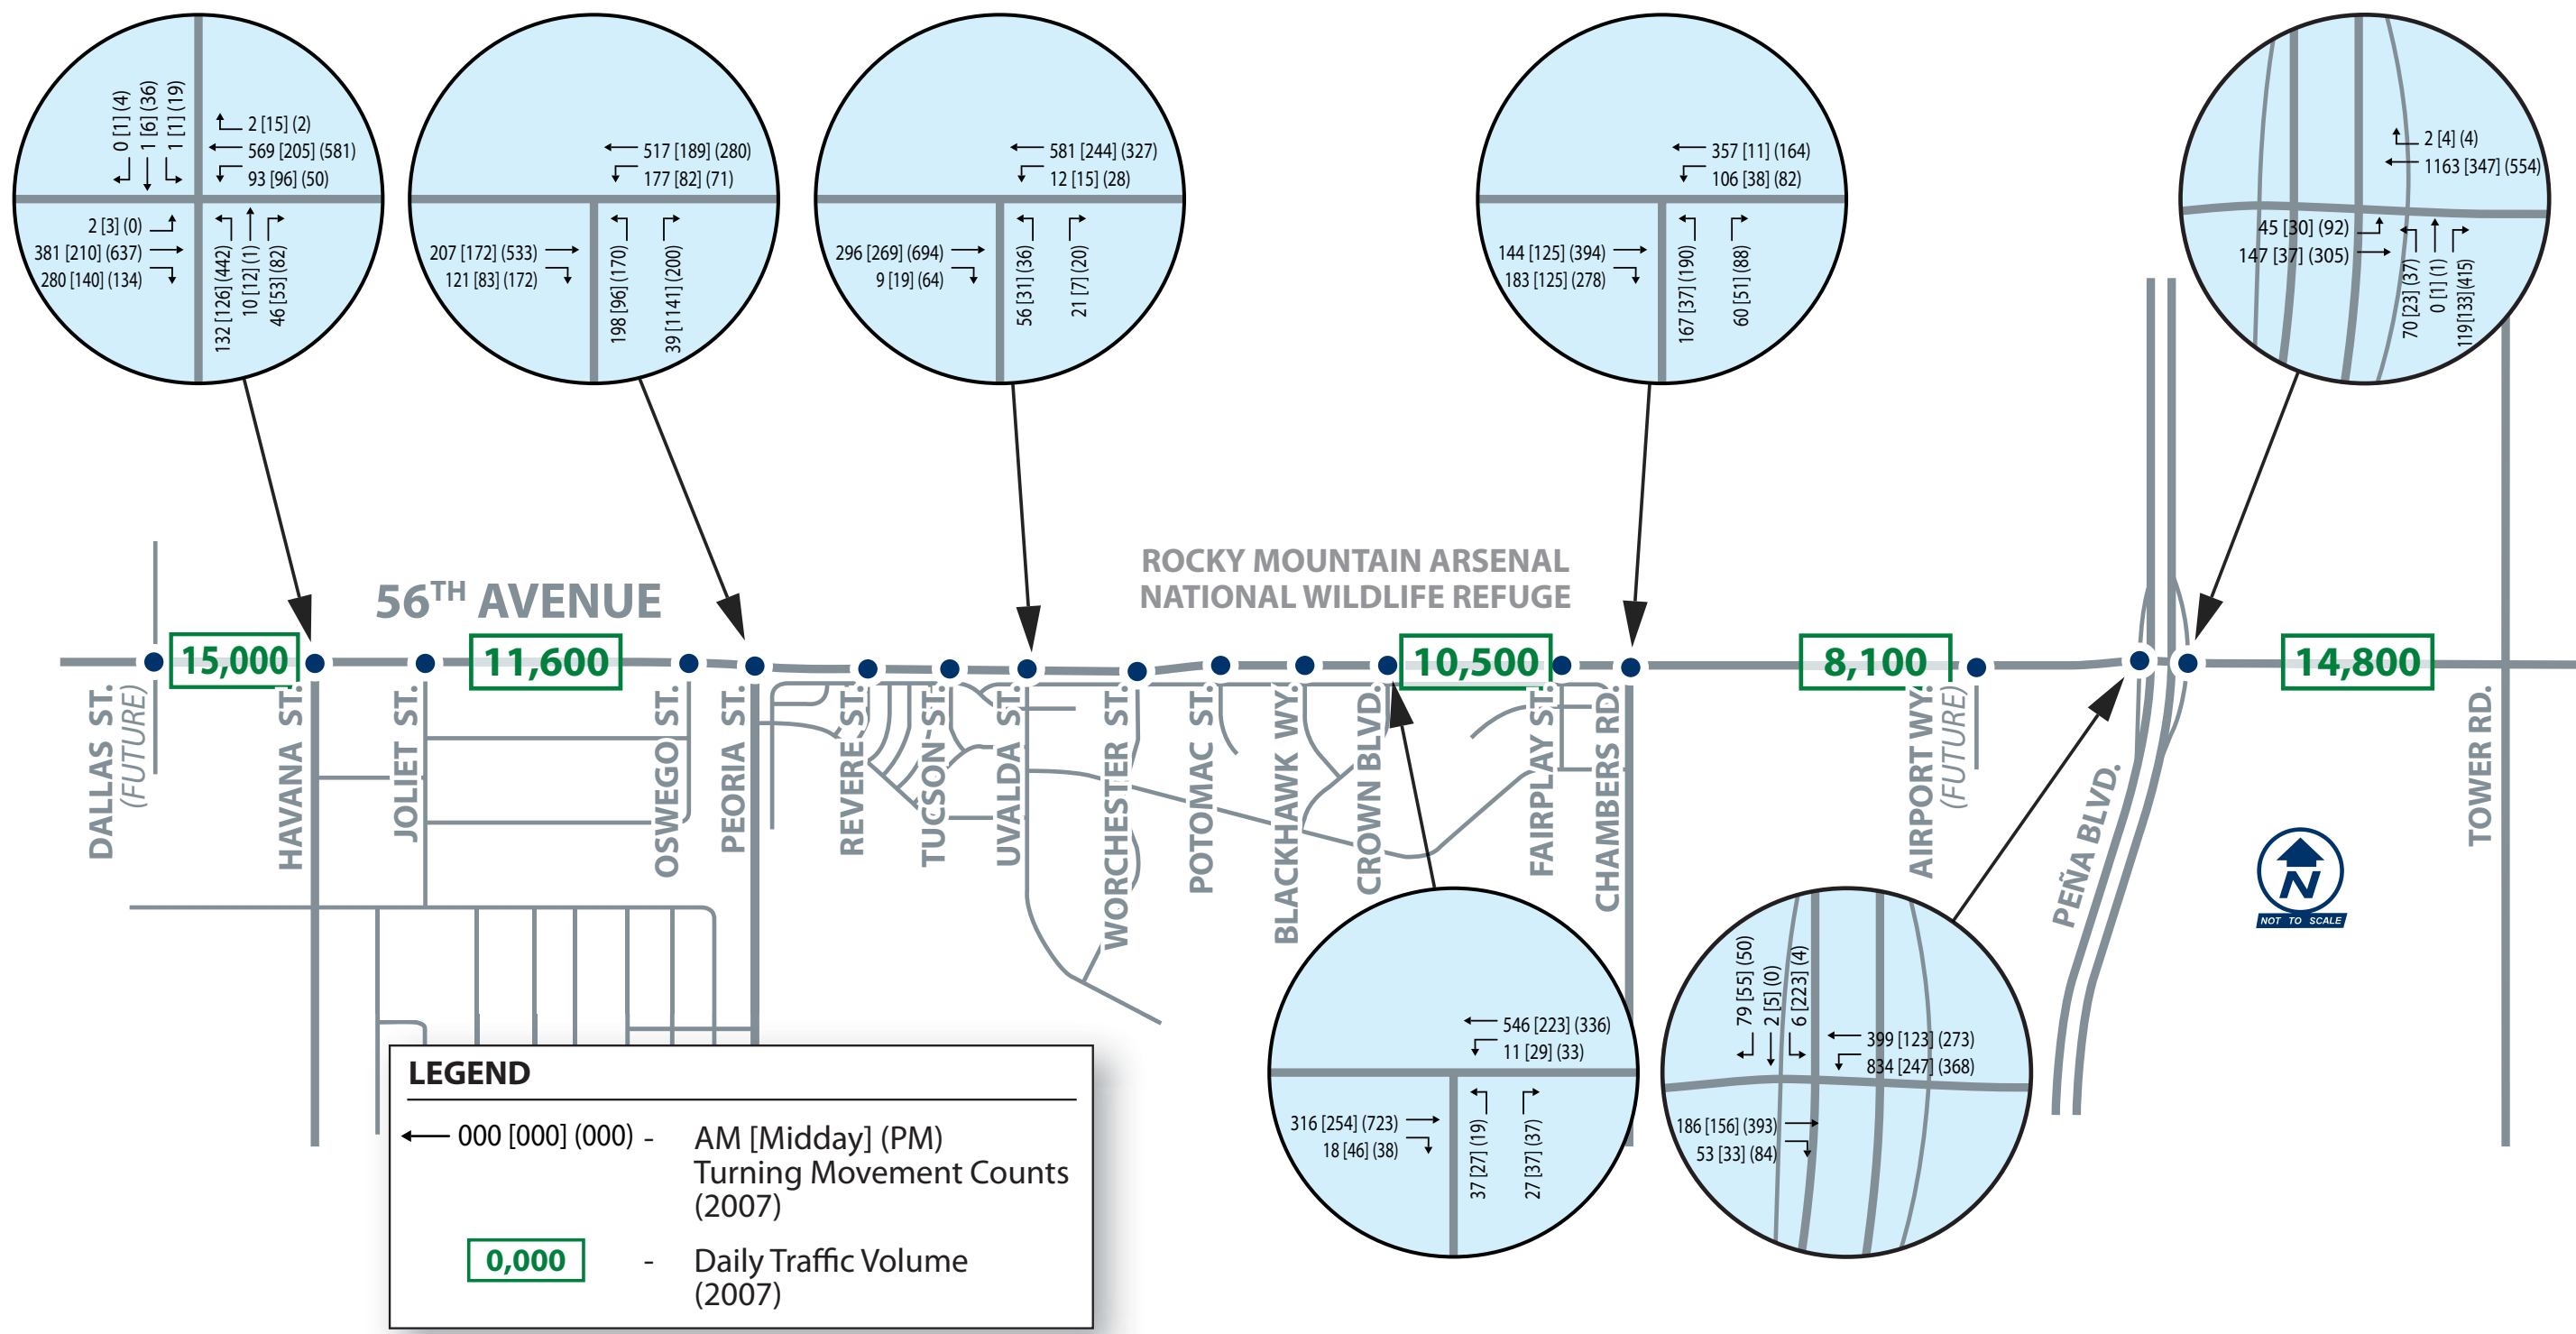 0 [1] (4)
1 [6] (36)
1 [1] (19)
2 [15] (2)
569 [205] (581)
93 [96] (50)
2 [3] (0)
381 [210] (637)
280 [140] (134)
132 [126] (442)
10 [12] (1)
46 [53] (82)
517 [189] (280)
177 [82] (71)
207 [172] (533)
121 [83] (172)
198 [96] (170)
39 [1141] (200)
581 [244] (327)
12 [15] (28)
296 [269] (694)
9 [19] (64)
56 [31] (36)
21 [7] (20)
357 [11] (164)
106 [38] (82)
144 [125] (394)
183 [125] (278)
167 [37] (190)
60 [51] (88)
2 [4] (4)
1163 [347] (554)
45 [30] (92)
147 [37] (305)
70 [23] (37)
0 [1] (1)
119 [133] (415)
ROCKY MOUNTAIN ARSENAL
NATIONAL WILDLIFE REFUGE
56TH AVENUE
15,000
11,600
10,500
8,100
14,800
DALLAS ST.
(FUTURE)
HAVANA ST.
JOLIET ST.
OSWEGO ST.
PEORIA ST.
REVERE ST.
TUCSON ST.
UVALDA ST.
WORCHESTER ST.
POTOMAC ST.
BLACKHAWK WY.
CROWN BLVD.
FAIRPLAY ST.
CHAMBERS RD.
AIRPORT WY.
(FUTURE)
PEÑA BLVD.
TOWER RD.
N
NOT TO SCALE
546 [223] (336)
11 [29] (33)
316 [254] (723)
18 [46] (38)
37 [27] (19)
27 [37] (37)
79 [55] (50)
2 [5] (0)
6 [223] (4)
399 [123] (273)
834 [247] (368)
186 [156] (393)
53 [33] (84)
LEGEND
000 [000] (000) - AM [Midday] (PM)
Turning Movement Counts
(2007)
0,000 - Daily Traffic Volume
(2007)